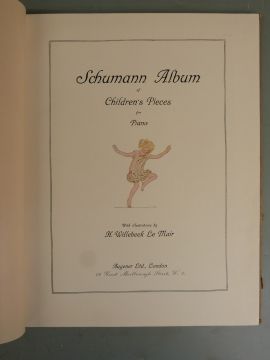 Schumann Album
of
Children's Pieces
for
Piano
With illustrations by
H. Willebeek Le Mair
Augener Ltd., London
18 Great Marlborough Street, W. 1.